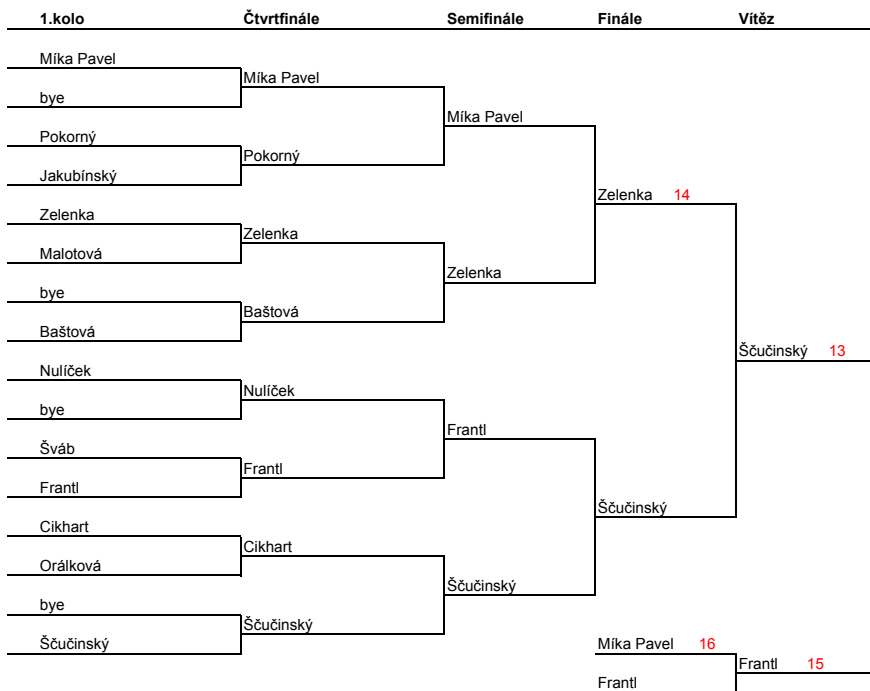 1.kolo Čtvrtfinále Semifinále Finále Vítěz
Míka Pavel
Míka Pavel
bye
Míka Pavel
Pokorný
Pokorný
Jakubínský
Zelenka 14
Zelenka
Zelenka
Malotová
Zelenka
bye
Baštová
Baštová
Ščučinský 13
Nulíček
Nulíček
bye
Frantl
Šváb
Frantl
Frantl
Ščučinský
Cikhart
Cikhart
Orálková
Ščučinský
bye
Ščučinský
Ščučinský
Míka Pavel 16
Frantl 15
Frantl